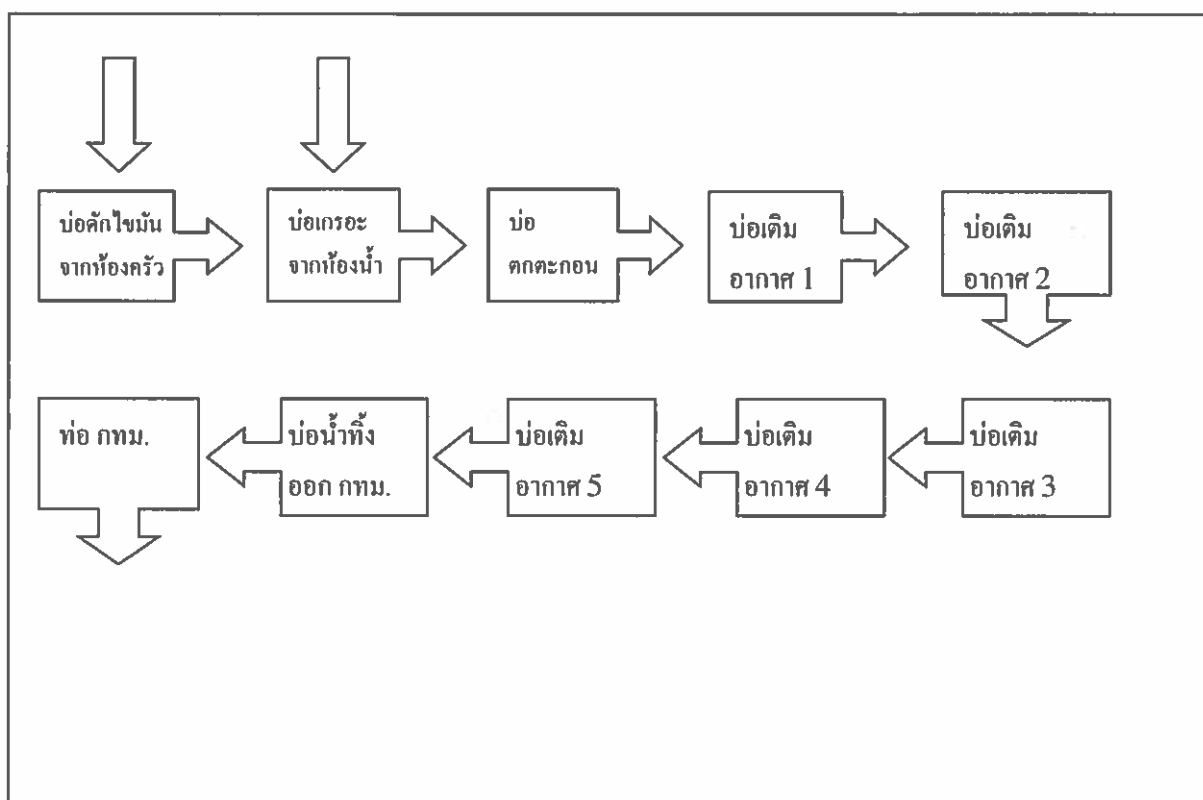 บ่อดักไขมัน
จากห้องครัว
บ่อเกรอะ
จากห้องน้ำ
บ่อ
ตกตะกอน
บ่อเติม
อากาศ 1
บ่อเติม
อากาศ 2
ท่อ กทม.
บ่อน้ำทิ้ง
ออก กทม.
บ่อเติม
อากาศ 5
บ่อเติม
อากาศ 4
บ่อเติม
อากาศ 3